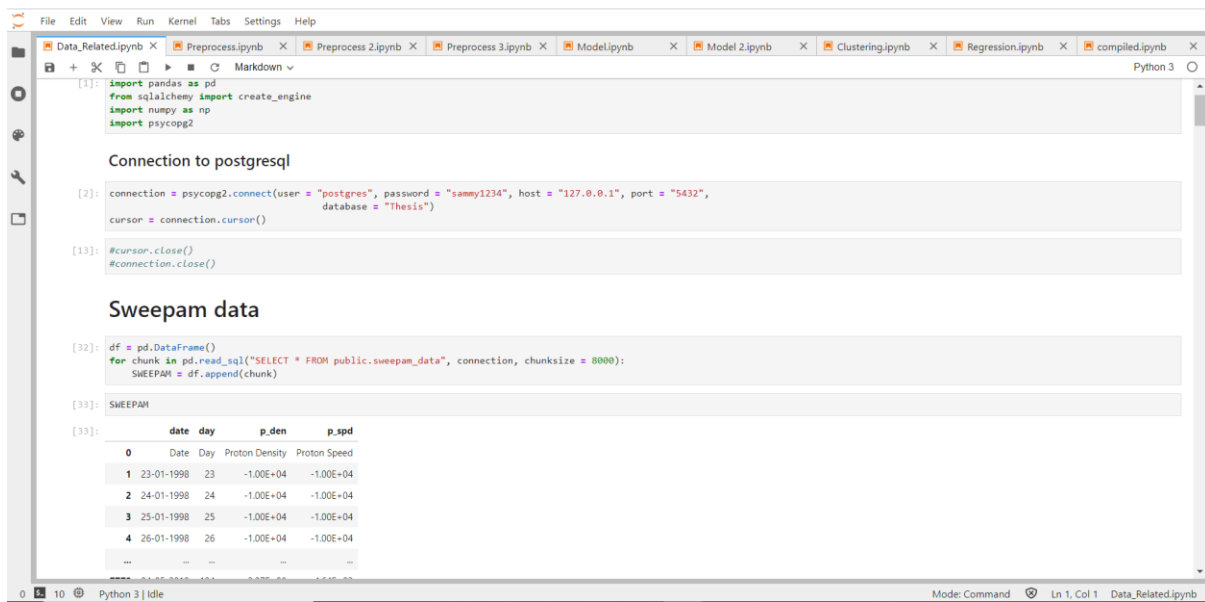 File Edit View Run Kernel Tabs Settings Help
Data_Related.ipynb Preprocess.ipynb Preprocess 2.ipynb Preprocess 3.ipynb Model.ipynb Model 2.ipynb Clustering.ipynb Regression.ipynb compiled.ipynb
Markdown Python 3
[1]: import pandas as pd
from sqlalchemy import create_engine
import numpy as np
import psycopg2
Connection to postgresql
[2]: connection = psycopg2.connect(user = "postgres", password = "sammy1234", host = "127.0.0.1", port = "5432",
database = "Thesis")
cursor = connection.cursor()
[13]: #cursor.close()
#connection.close()
Sweepam data
[32]: df = pd.DataFrame()
for chunk in pd.read_sql("SELECT * FROM public.sweepam_data", connection, chunksize = 8000):
SWEEPAM = df.append(chunk)
[33]: SWEEPAM
[33]: date day p_den p_spd
0 Date Day Proton Density Proton Speed
1 23-01-1998 23 -1.00E+04 -1.00E+04
2 24-01-1998 24 -1.00E+04 -1.00E+04
3 25-01-1998 25 -1.00E+04 -1.00E+04
4 26-01-1998 26 -1.00E+04 -1.00E+04
... ... ... ... ...
0 10 Python 3 | Idle Mode: Command Ln 1, Col 1 Data_Related.ipynb